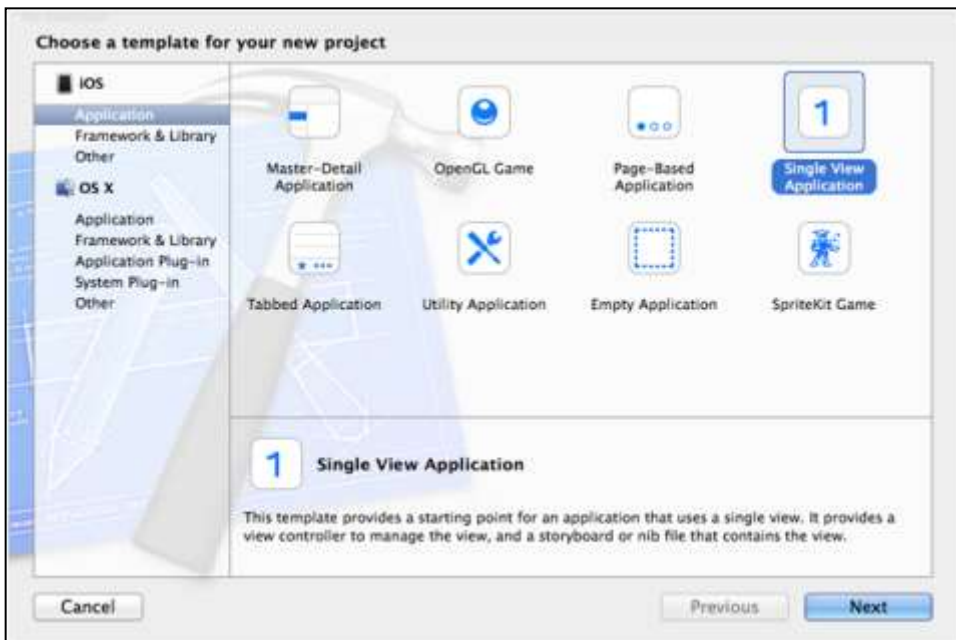 Choose a template for your new project
iOS
Application
Framework & Library
Other
OS X
Application
Framework & Library
Application Plug-in
System Plug-in
Other
Master-Detail
Application
OpenGL Game
Page-Based
Application
1
Single View
Application
Tabbed Application
Utility Application
Empty Application
SpriteKit Game
1
Single View Application
This template provides a starting point for an application that uses a single view. It provides a
view controller to manage the view, and a storyboard or nib file that contains the view.
Cancel
Previous
Next